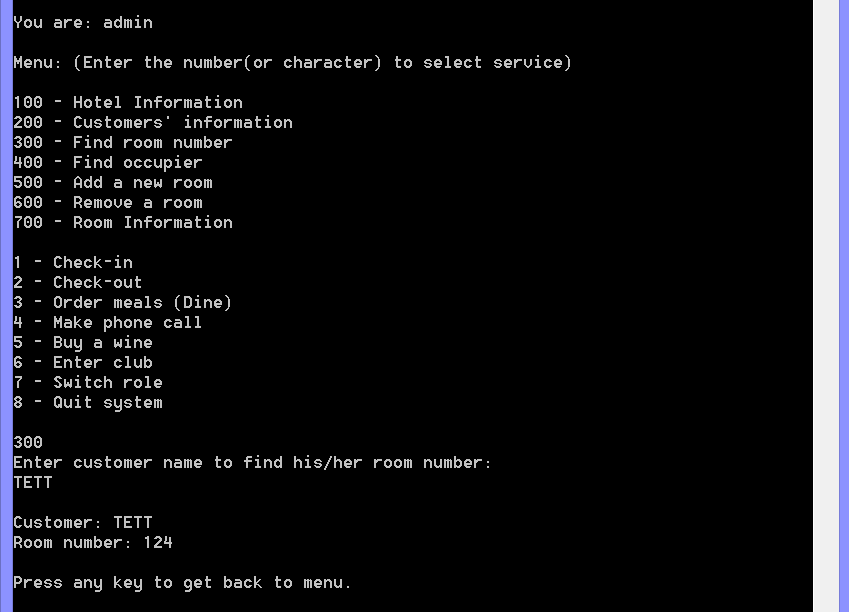 You are: admin
Menu: (Enter the number(or character) to select service)
100 - Hotel Information
200 - Customers' information
300 - Find room number
400 - Find occupier
500 - Add a new room
600 - Remove a room
700 - Room Information
1 - Check-in
2 - Check-out
3 - Order meals (Dine)
4 - Make phone call
5 - Buy a wine
6 - Enter club
7 - Switch role
8 - Quit system
300
Enter customer name to find his/her room number:
TETT
Customer: TETT
Room number: 124
Press any key to get back to menu.